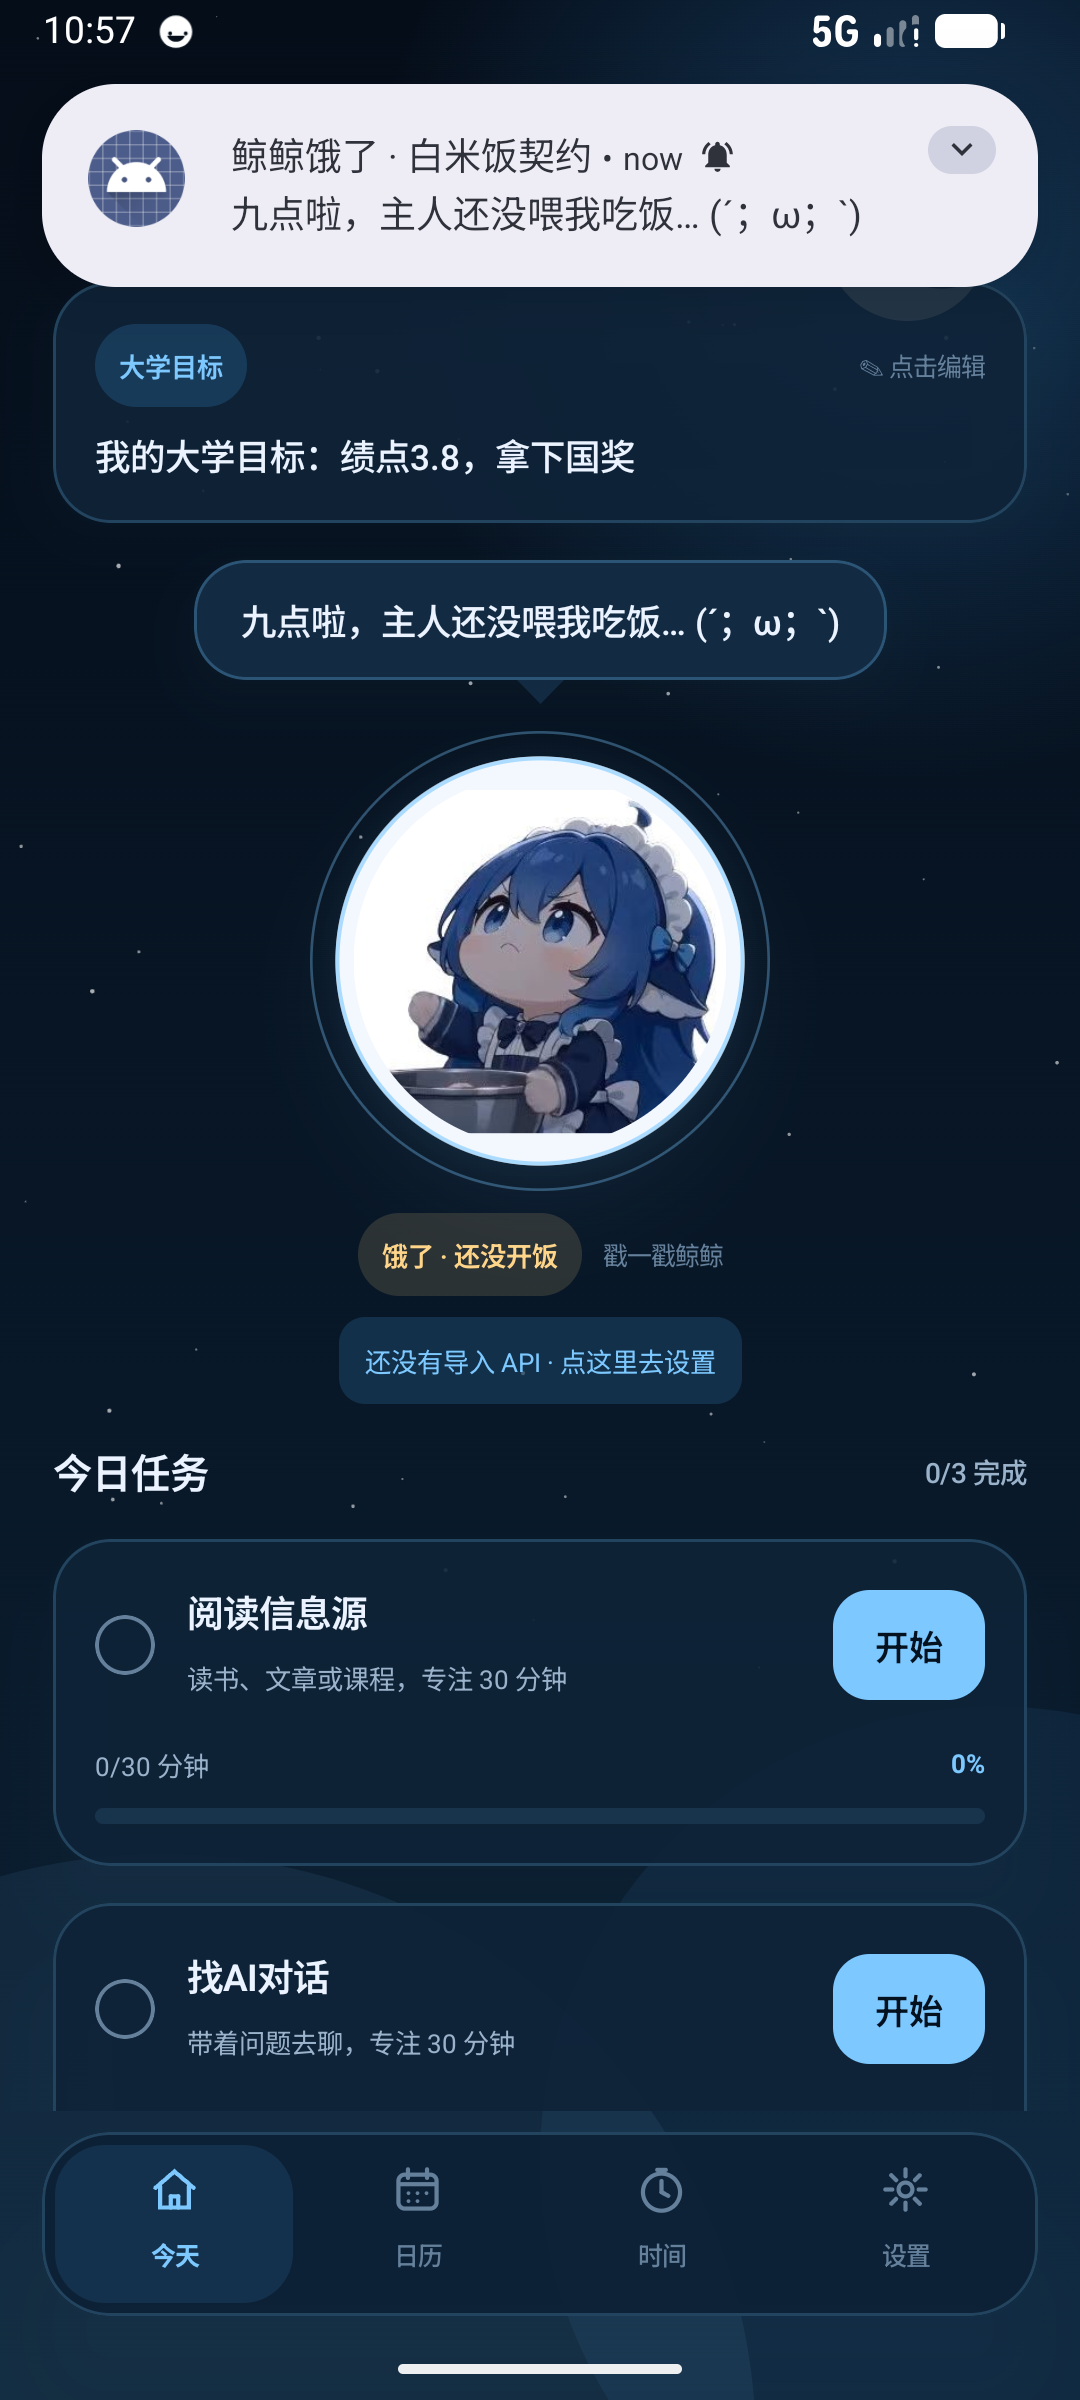 10:57
5G
鲸鲸饿了 · 白米饭契约 • now
九点啦，主人还没喂我吃饭... (´；ω；`)
大学目标
✎ 点击编辑
我的大学目标：绩点3.8，拿下国奖
九点啦，主人还没喂我吃饭... (´；ω；`)
饿了 · 还没开饭
戳一戳鲸鲸
还没有导入 API · 点这里去设置
今日任务
0/3 完成
阅读信息源
读书、文章或课程，专注 30 分钟
开始
0/30 分钟
0%
找AI对话
带着问题去聊，专注 30 分钟
开始
今天
日历
时间
设置